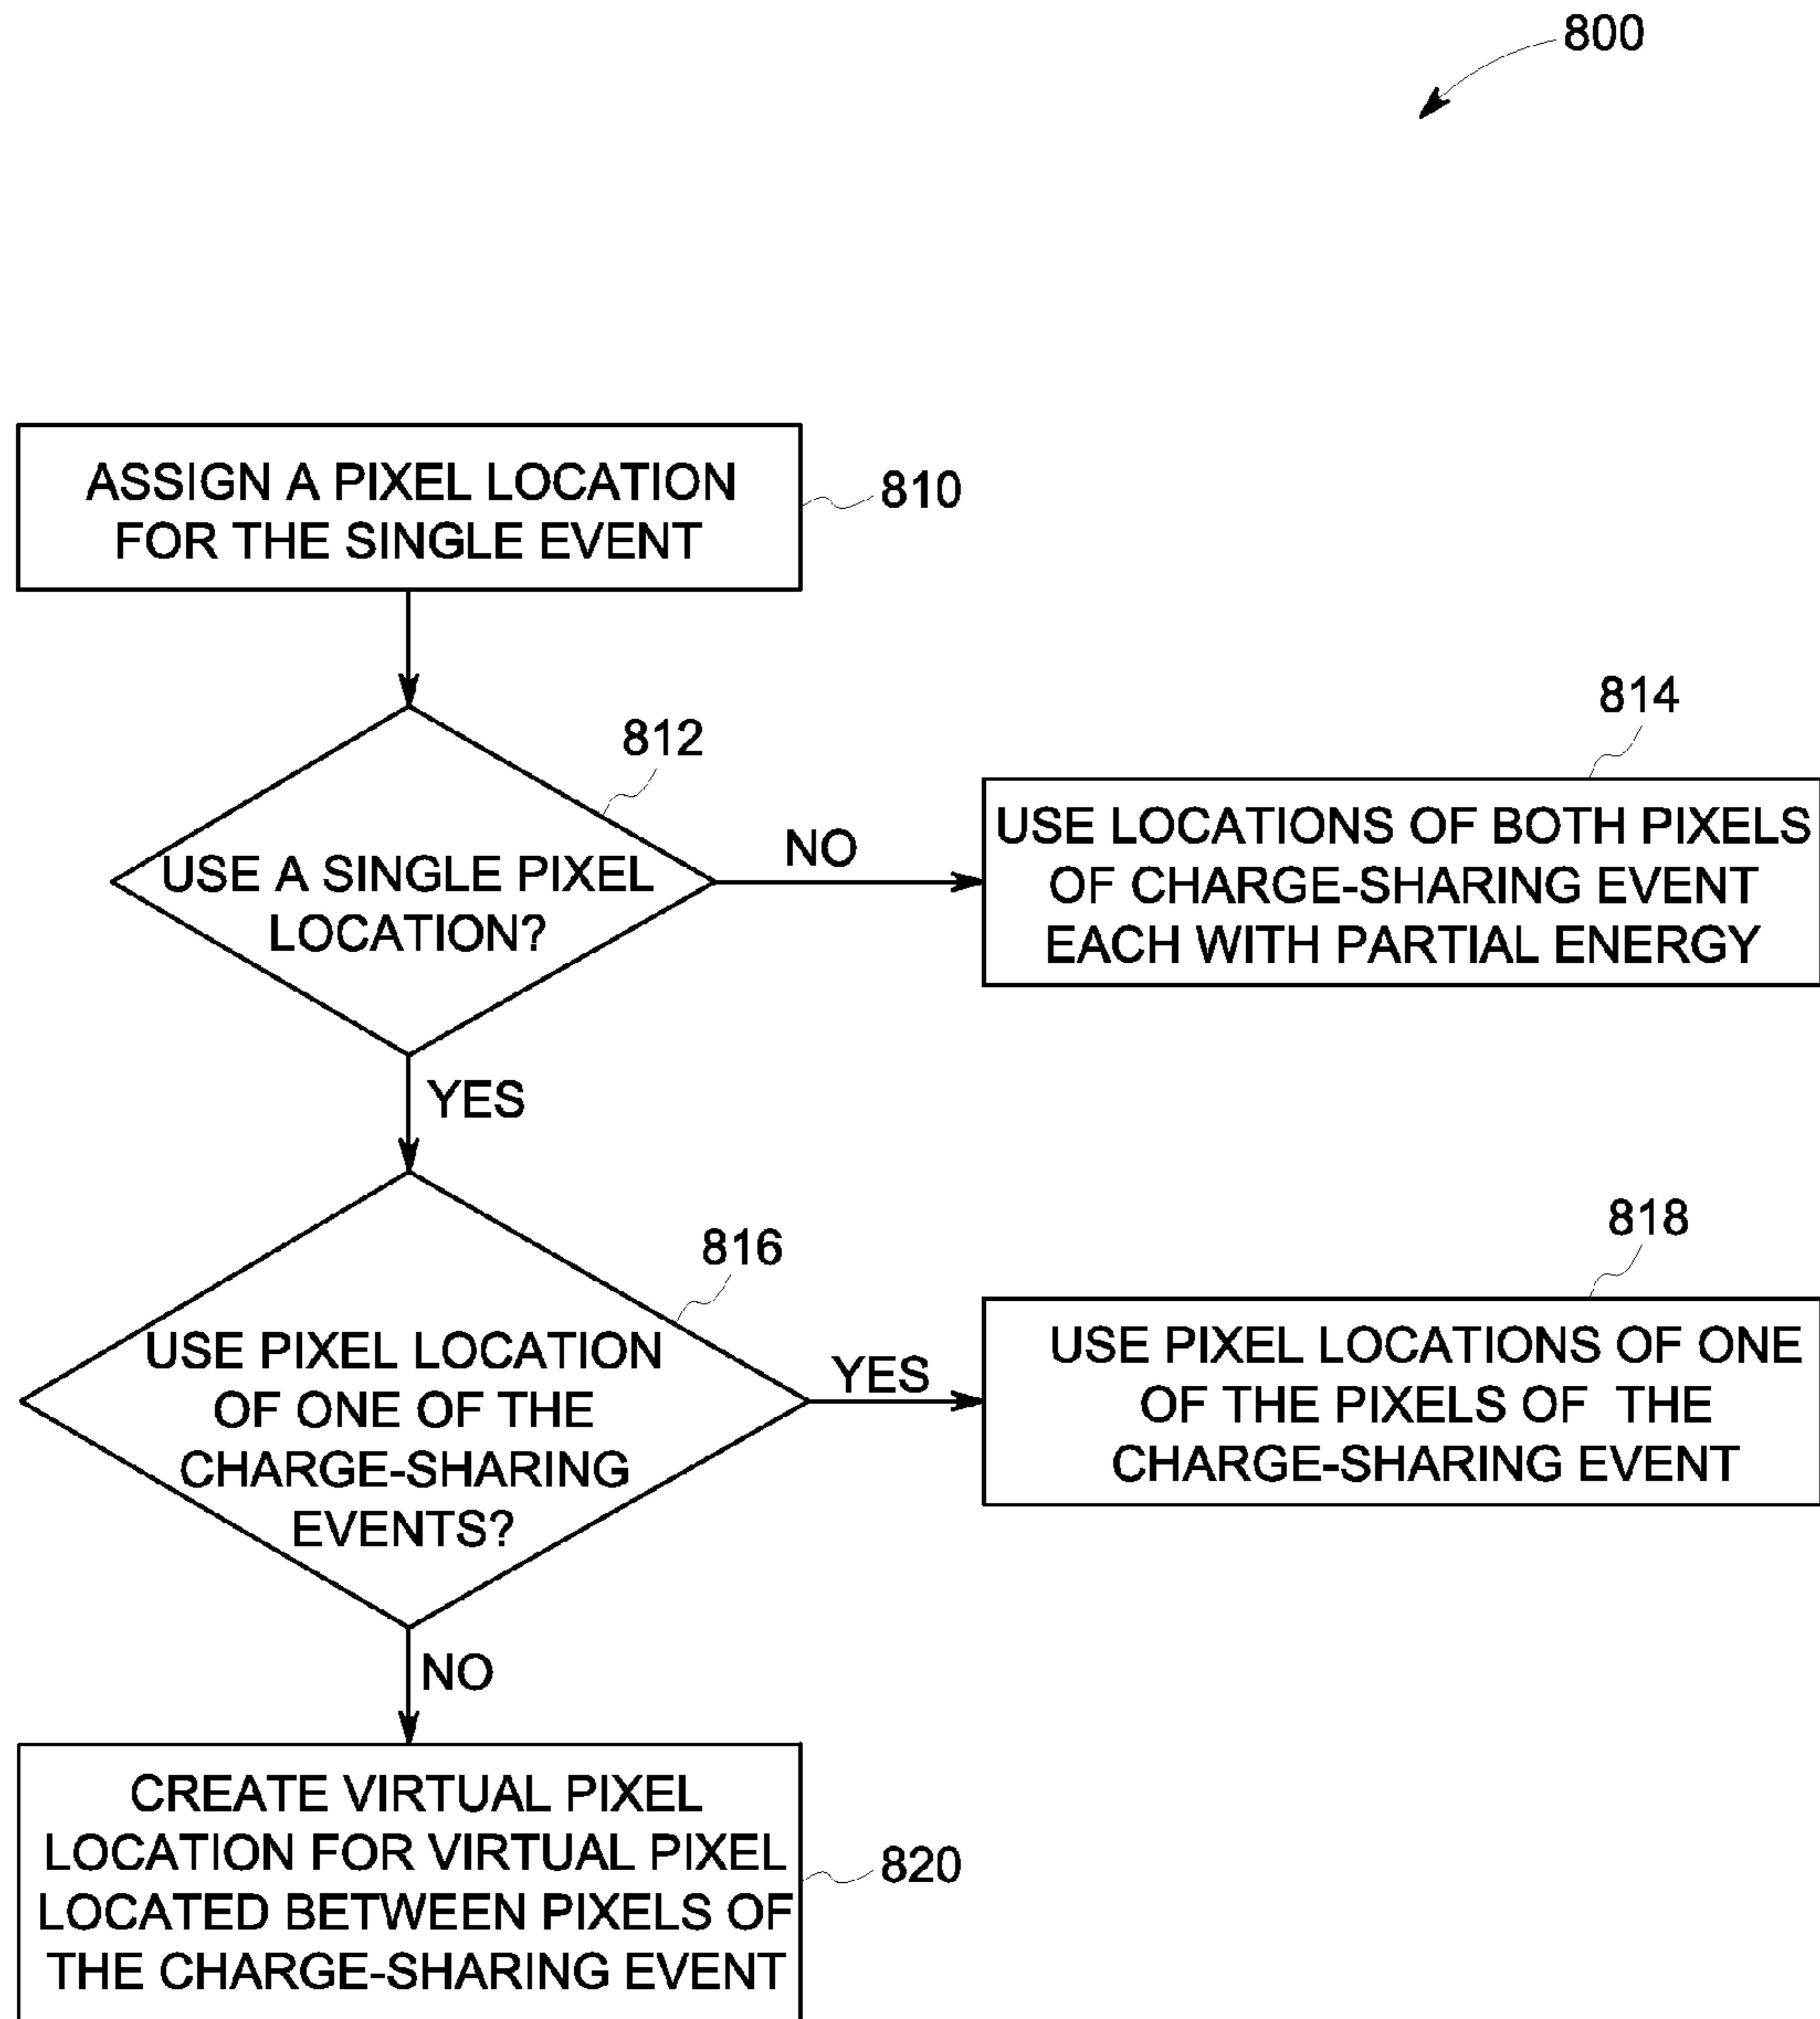 800
ASSIGN A PIXEL LOCATION
FOR THE SINGLE EVENT
810
812
USE A SINGLE PIXEL
LOCATION?
NO
814
USE LOCATIONS OF BOTH PIXELS
OF CHARGE-SHARING EVENT
EACH WITH PARTIAL ENERGY
YES
816
USE PIXEL LOCATION
OF ONE OF THE
CHARGE-SHARING
EVENTS?
YES
818
USE PIXEL LOCATIONS OF ONE
OF THE PIXELS OF THE
CHARGE-SHARING EVENT
NO
CREATE VIRTUAL PIXEL
LOCATION FOR VIRTUAL PIXEL
LOCATED BETWEEN PIXELS OF
THE CHARGE-SHARING EVENT
820